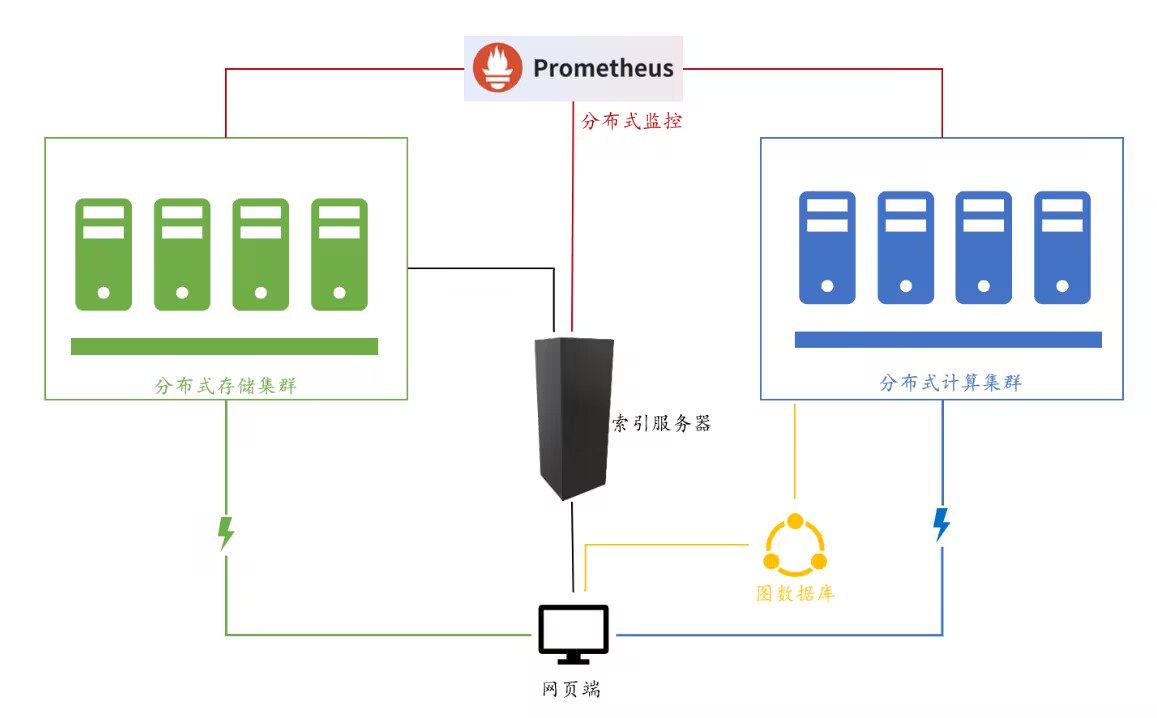 Prometheus
分布式监控
分布式存储集群
分布式计算集群
索引服务器
图数据库
网页端